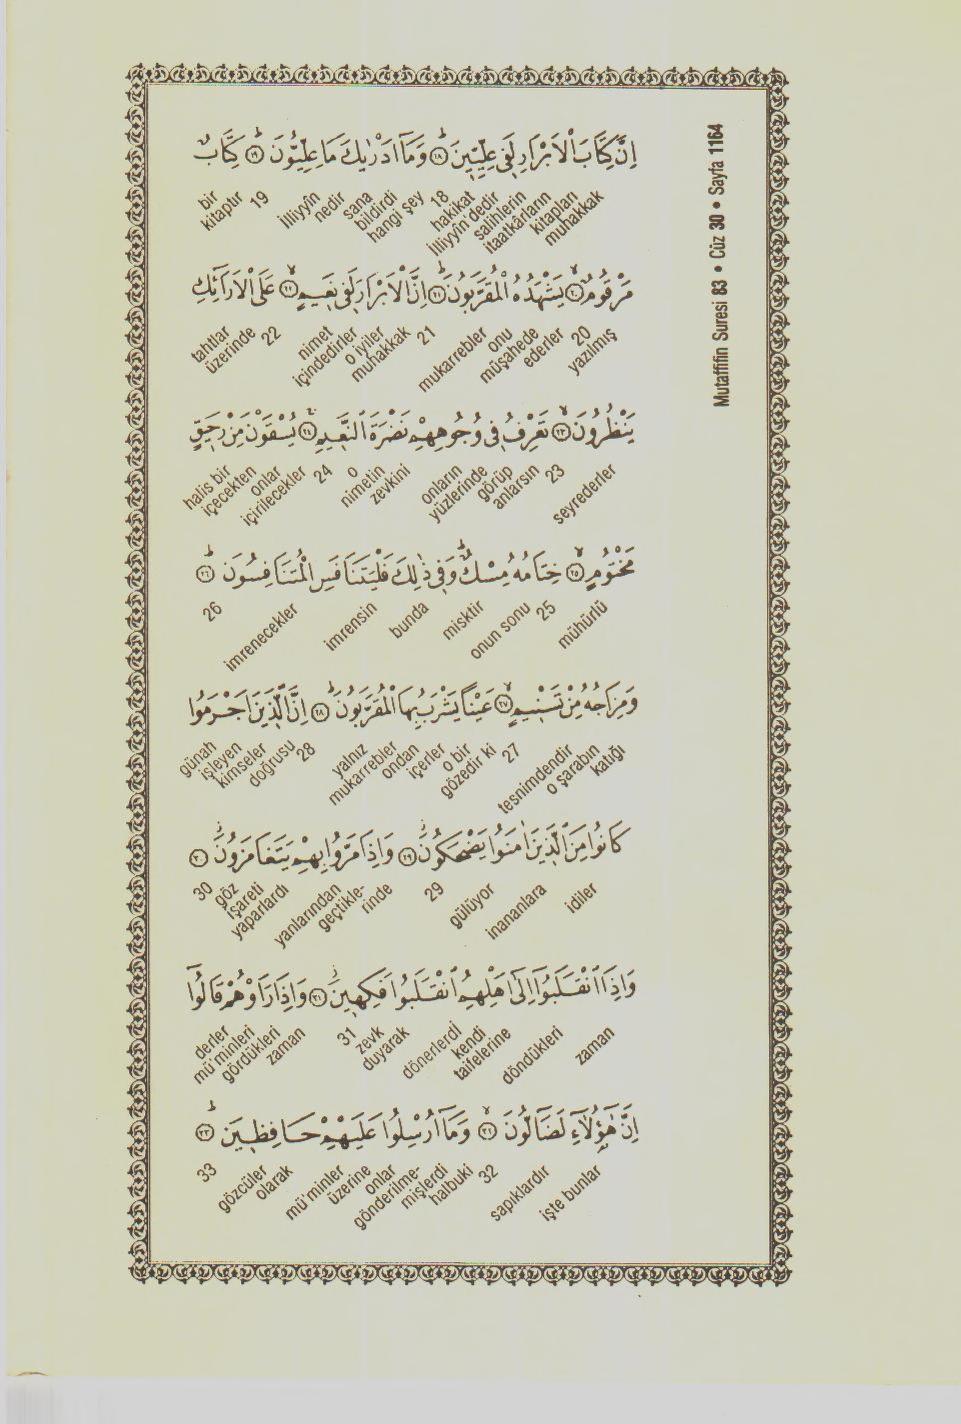 Mutaffifîn Suresi 83 • Cüz 30 • Sayfa 1164
اِنَّ كِتَابَ الْاَبْرَارِ لَفٖي عِلِّيّٖينَ ﴿١٨﴾ وَمَٓا اَدْرٰيكَ مَا عِلِّيُّونَ ﴿١٩﴾ كِتَابٌ
bir kitaptır 19 İlliyyîn nedir sana bildirdi hangi şey 18 hakikat İlliyyîn'dedir salihlerin itaatkârların kitapları muhakkak
مَرْقُومٌ ﴿٢٠﴾ يَشْهَدُهُ الْمُقَرَّبُونَ ﴿٢١﴾ اِنَّ الْاَبْرَارَ لَفٖي نَعٖيمٍ ﴿٢٢﴾ عَلَى الْاَرَٓائِكِ
tahtlar üzerinde 22 nimet içindedirler o iyiler muhakkak 21 mukarrebler onu müşahede ederler 20 yazılmış
يَنْظُرُونَ ﴿٢٣﴾ تَعْرِفُ فٖي وُجُوهِهِمْ نَضْرَةَ النَّعٖيمِ ﴿٢٤﴾ يُسْقَوْنَ مِنْ رَحٖيقٍ
halis bir içecekten onlar içirilecekler 24 o nimetin zevkini onların yüzlerinde görüp anlarsın 23 seyrederler
مَخْتُومٍ ﴿٢٥﴾ خِتَامُهُ مِسْكٌ وَفٖي ذٰلِكَ فَلْيَتَنَافَسِ الْمُتَنَافِسُونَ ﴿٢٦﴾
26 imrenecekler imrensin bunda misktir onun sonu 25 mühürlü
وَمِزَاجُهُ مِنْ تَسْنٖيمٍ ﴿٢٧﴾ عَيْنًا يَشْرَبُ بِهَا الْمُقَرَّبُونَ ﴿٢٨﴾ اِنَّ الَّذٖينَ اَجْرَمُوا
günah işleyen kimseler doğrusu 28 yalnız mukarrebler ondan içerler o bir gözedir ki 27 tesnimdendir o şarabın katığı
كَانُوا مِنَ الَّذٖينَ اٰمَنُوا يَضْحَكُونَ ﴿٢٩﴾ وَاِذَا مَرُّوا بِهِمْ يَتَغَامَزُونَ ﴿٣٠﴾
30 göz işareti yaparlardı yanlarından geçtikle- rinde 29 gülüyor inananlara idiler
وَاِذَا انْقَلَبُٓوا اِلٰٓى اَهْلِهِمُ انْقَلَبُوا فَكِهٖينَ ﴿٣١﴾ وَاِذَا رَاَوْهُمْ قَالُٓوا
derler mü'minleri gördükleri zaman 31 zevk duyarak dönerlerdi kendi taifelerine döndükleri zaman
اِنَّ هٰٓؤُلَٓاءِ لَضَٓالُّونَ ﴿٣٢﴾ وَمَٓا اُرْسِلُوا عَلَيْهِمْ حَافِظٖينَ ﴿٣٣﴾
33 gözcüler olarak mü'minler üzerine onlar gönderilme- mişlerdi halbuki 32 sapıklardır işte bunlar